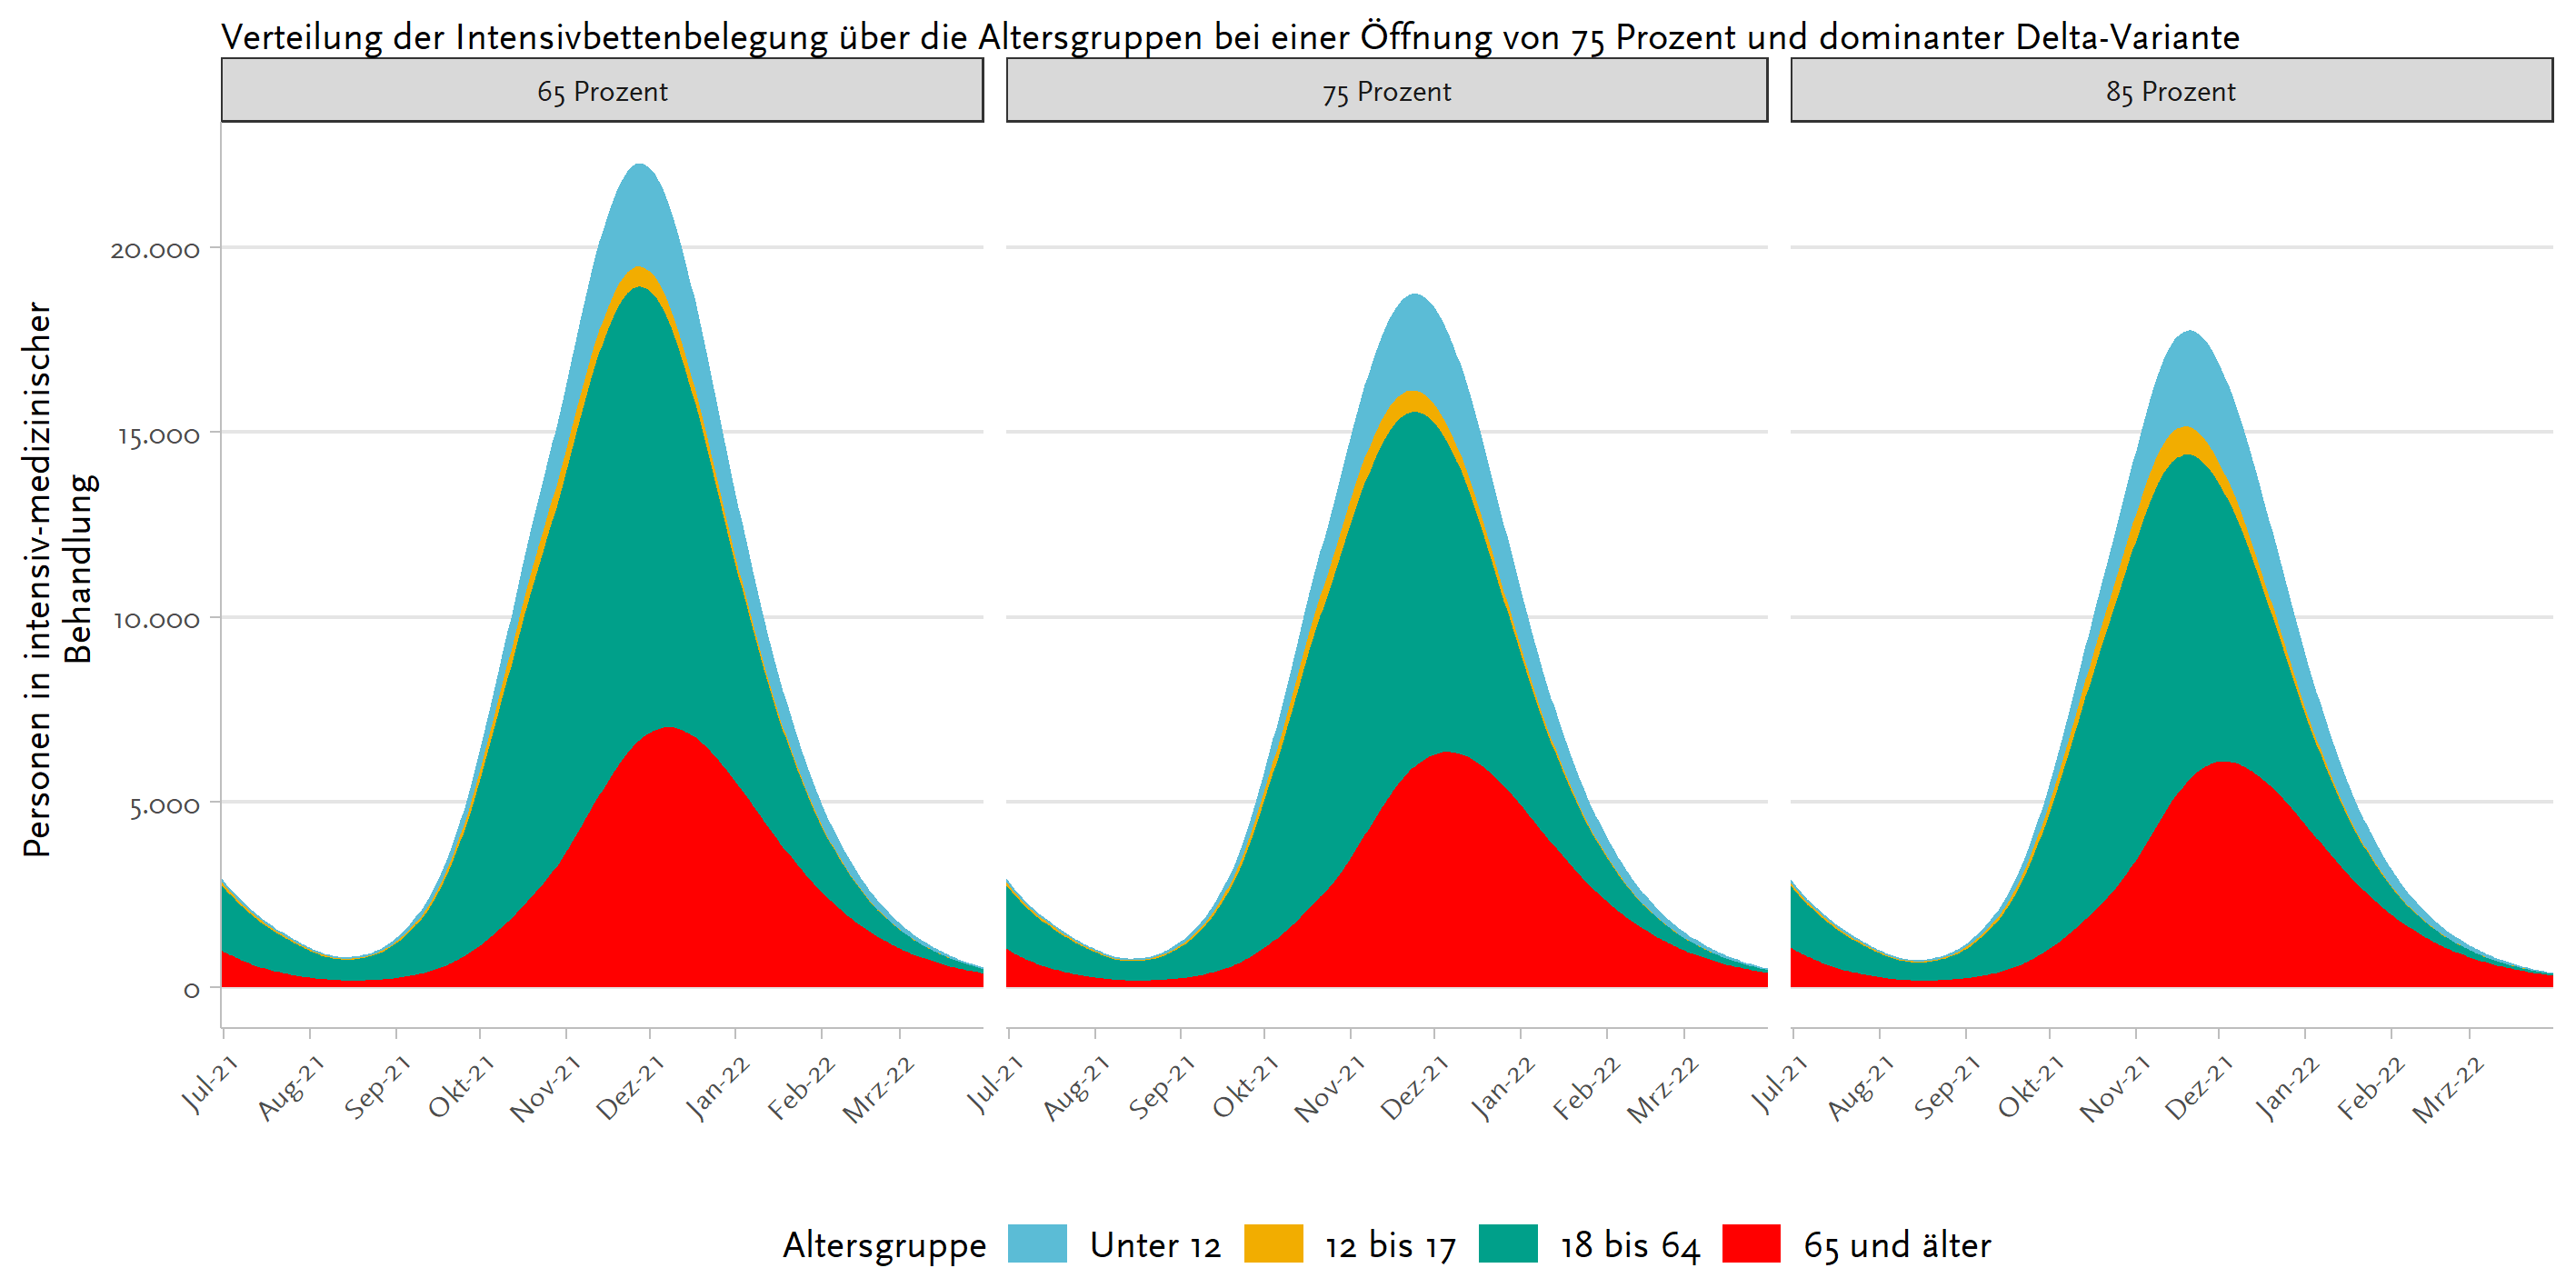 Verteilung der Intensivbettenbelegung über die Altersgruppen bei einer Öffnung von 75 Prozent und dominanter Delta-Variante
65 Prozent
75 Prozent
85 Prozent
Personen in intensiv-medizinischer
Behandlung
20.000
15.000
10.000
5.000
0
Jul-21
Aug-21
Sep-21
Okt-21
Nov-21
Dez-21
Jan-22
Feb-22
Mrz-22
Jul-21
Aug-21
Sep-21
Okt-21
Nov-21
Dez-21
Jan-22
Feb-22
Mrz-22
Jul-21
Aug-21
Sep-21
Okt-21
Nov-21
Dez-21
Jan-22
Feb-22
Mrz-22
Altersgruppe Unter 12 12 bis 17 18 bis 64 65 und älter